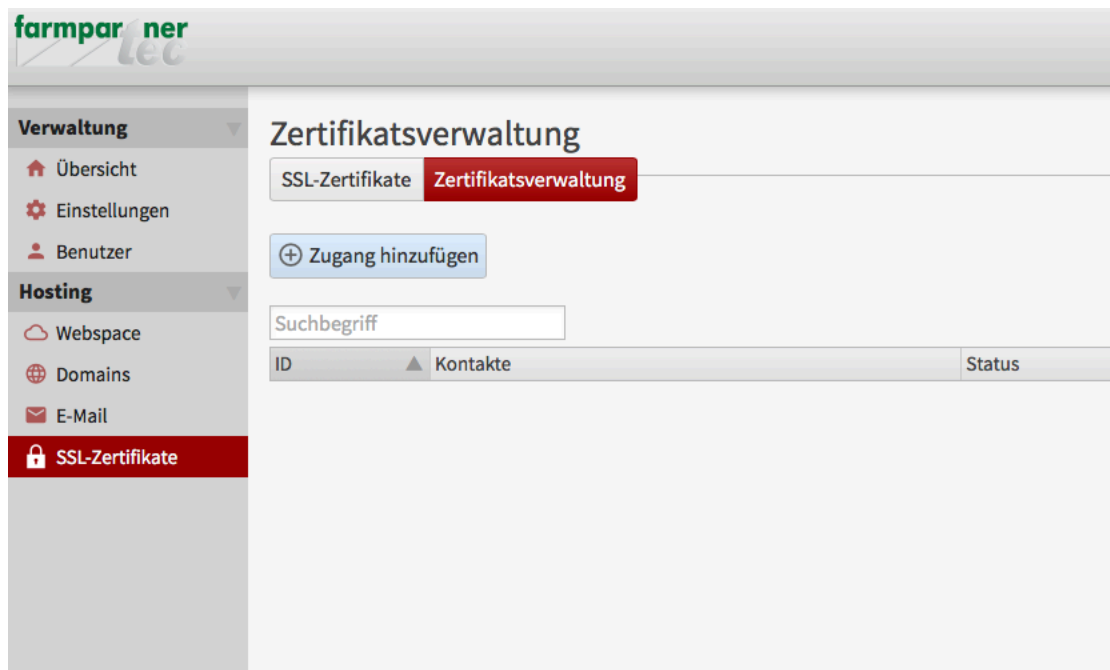 farmpartner
tec
Verwaltung
Übersicht
Einstellungen
Benutzer
Hosting
Webspace
Domains
E-Mail
SSL-Zertifikate
Zertifikatsverwaltung
SSL-Zertifikate Zertifikatsverwaltung
Zugang hinzufügen
Suchbegriff
ID Kontakte Status